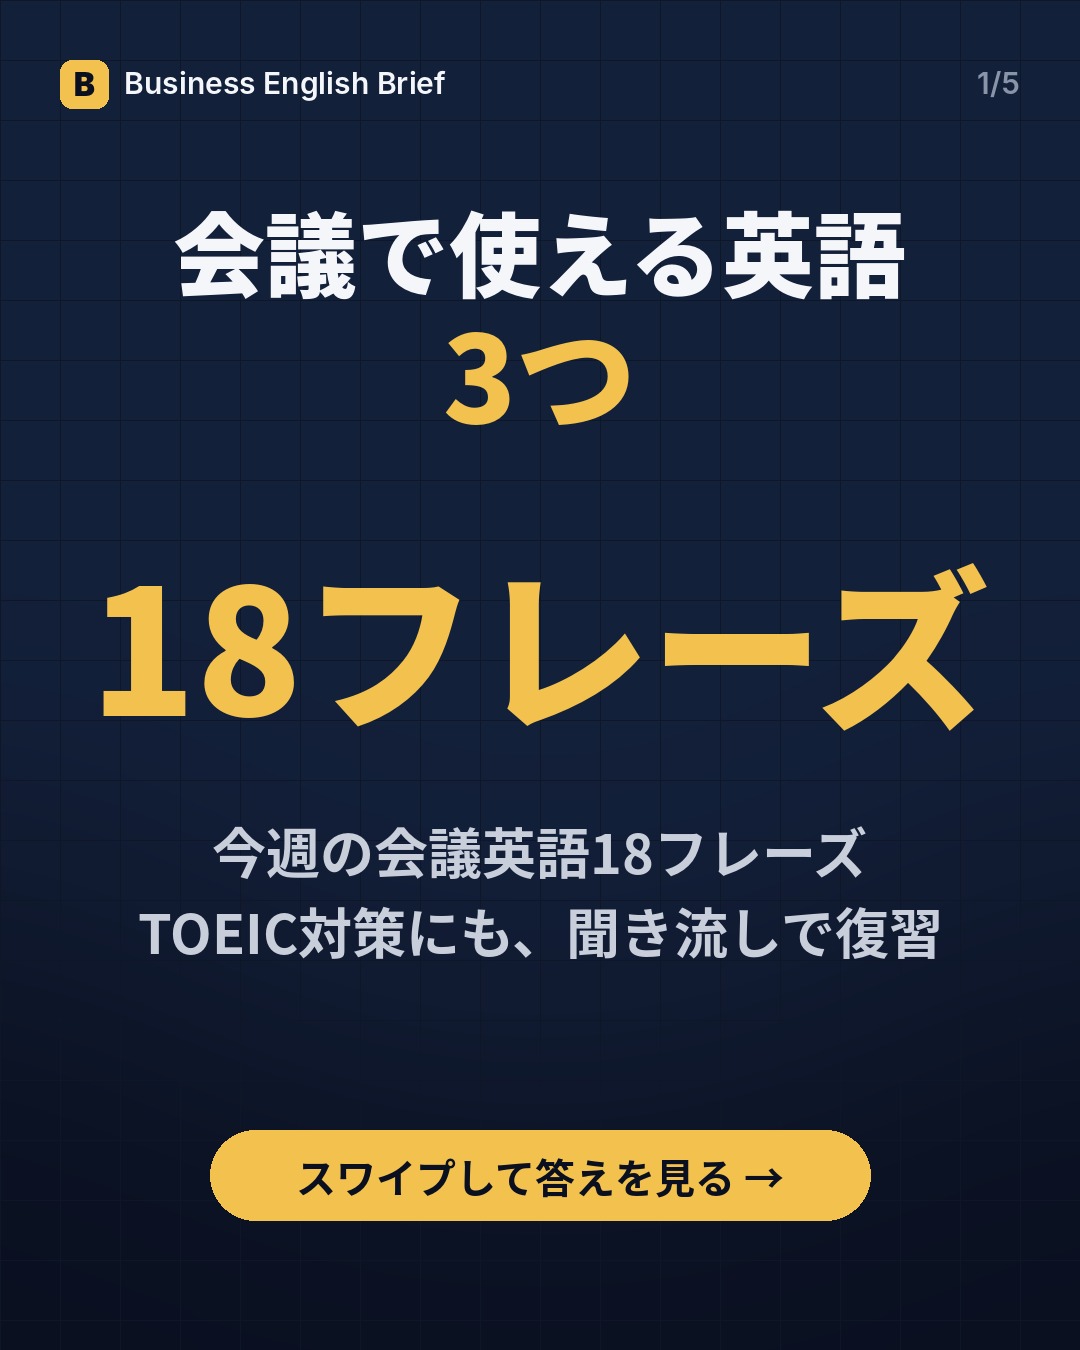 B Business English Brief 1/5
会議で使える英語
3つ
18フレーズ
今週の会議英語18フレーズ
TOEIC対策にも、聞き流しで復習
スワイプして答えを見る →